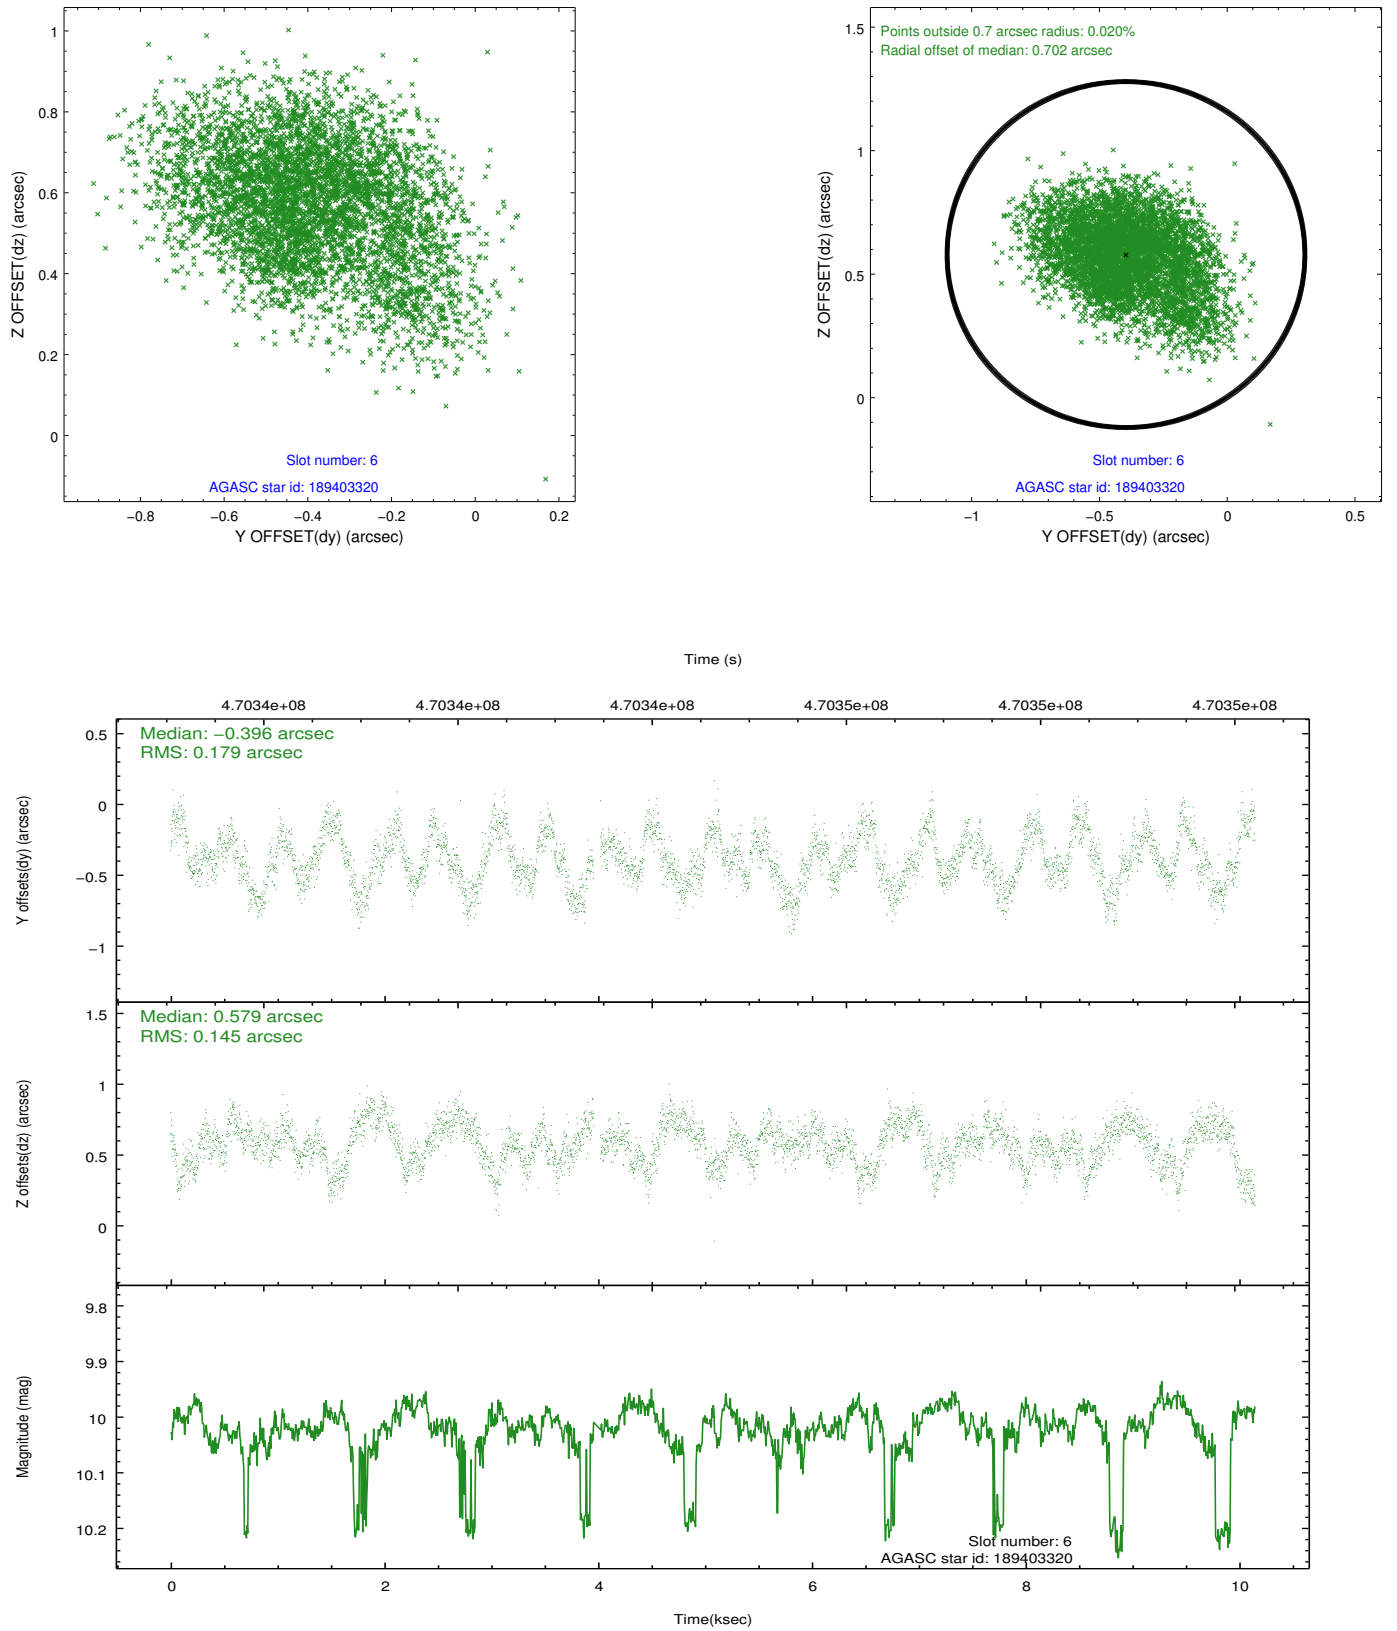 Z OFFSET(dz) (arcsec)
1
0.8
0.6
0.4
0.2
0
Slot number: 6
AGASC star id: 189403320
−0.8 −0.6 −0.4 −0.2 0 0.2
Y OFFSET(dy) (arcsec)
Points outside 0.7 arcsec radius: 0.020%
Radial offset of median: 0.702 arcsec
Z OFFSET(dz) (arcsec)
1.5
1
0.5
0
Slot number: 6
AGASC star id: 189403320
−1 −0.5 0 0.5
Y OFFSET(dy) (arcsec)
Time (s)
4.7034e+08 4.7034e+08 4.7034e+08 4.7035e+08 4.7035e+08 4.7035e+08
Median: −0.396 arcsec
RMS: 0.179 arcsec
Y offsets(dy) (arcsec)
0.5
0
−0.5
−1
Median: 0.579 arcsec
RMS: 0.145 arcsec
Z offsets(dz) (arcsec)
1.5
1
0.5
0
Magnitude (mag)
9.8
9.9
10
10.1
10.2
Slot number: 6
AGASC star id: 189403320
0 2 4 6 8 10
Time(ksec)